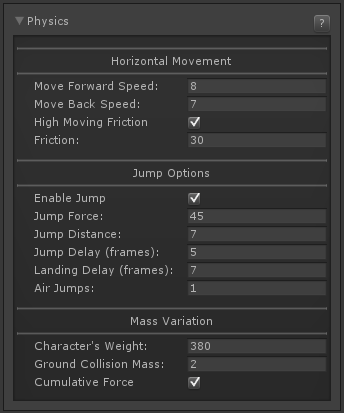 Physics ?
Horizontal Movement
Move Forward Speed: 8
Move Back Speed: 7
High Moving Friction
Friction: 30
Jump Options
Enable Jump
Jump Force: 45
Jump Distance: 7
Jump Delay (frames): 5
Landing Delay (frames): 7
Air Jumps: 1
Mass Variation
Character's Weight: 380
Ground Collision Mass: 2
Cumulative Force